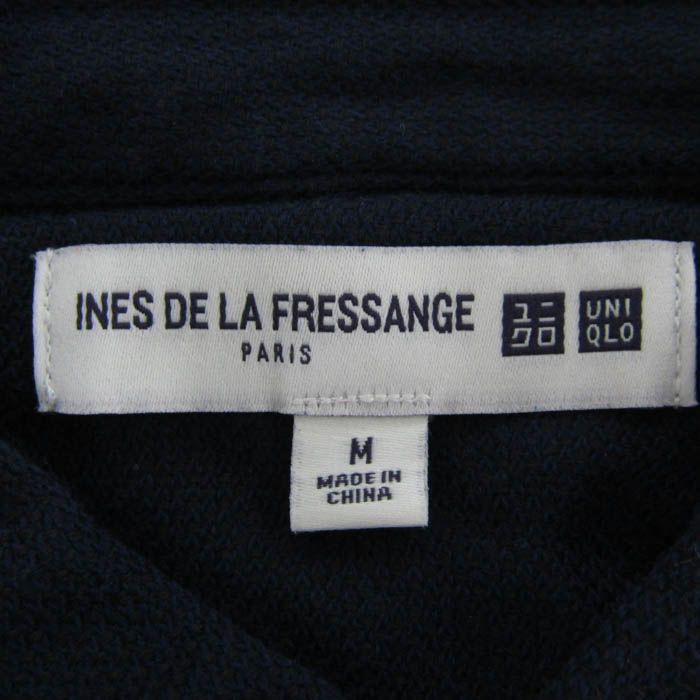 INES DE LA FRESSANGE
PARIS
ユニ
クロ
UNI
QLO
M
MADE IN
CHINA